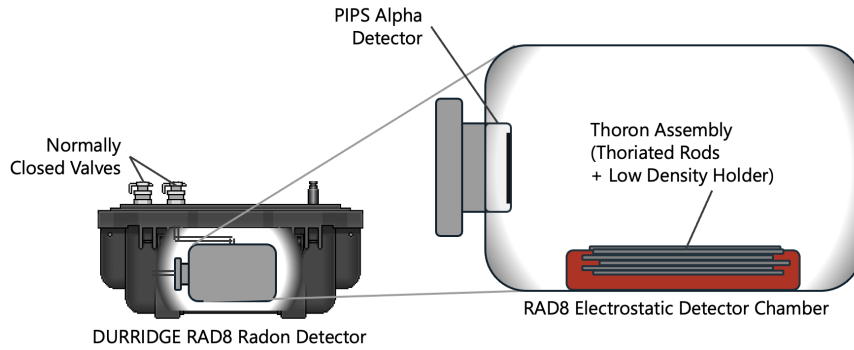 PIPS Alpha
Detector
Normally
Closed Valves
Thoron Assembly
(Thoriated Rods
+ Low Density Holder)
RAD8 Electrostatic Detector Chamber
DURRIDGE RAD8 Radon Detector